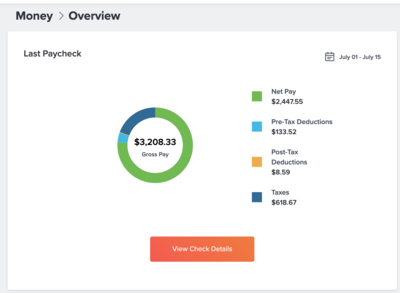 Money > Overview
Last Paycheck
July 01 - July 15
$3,208.33
Gross Pay
Net Pay
$2,447.55
Pre-Tax Deductions
$133.52
Post-Tax
Deductions
$8.59
Taxes
$618.67
View Check Details